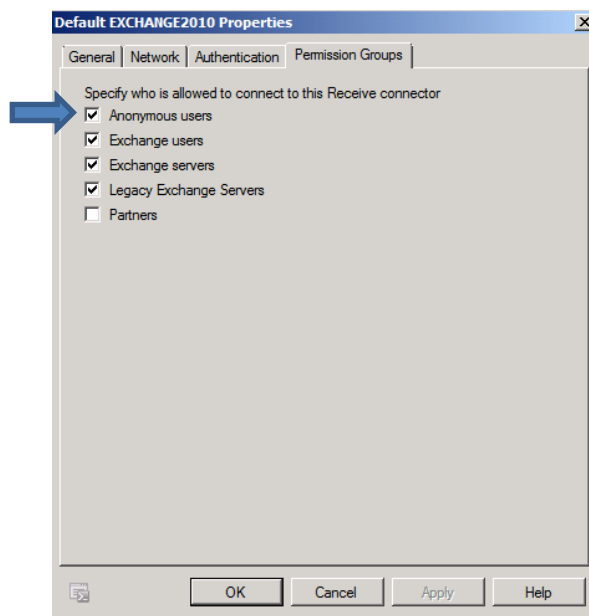 Default EXCHANGE2010 Properties
General Network Authentication Permission Groups
Specify who is allowed to connect to this Receive connector
Anonymous users
Exchange users
Exchange servers
Legacy Exchange Servers
Partners
OK Cancel Apply Help